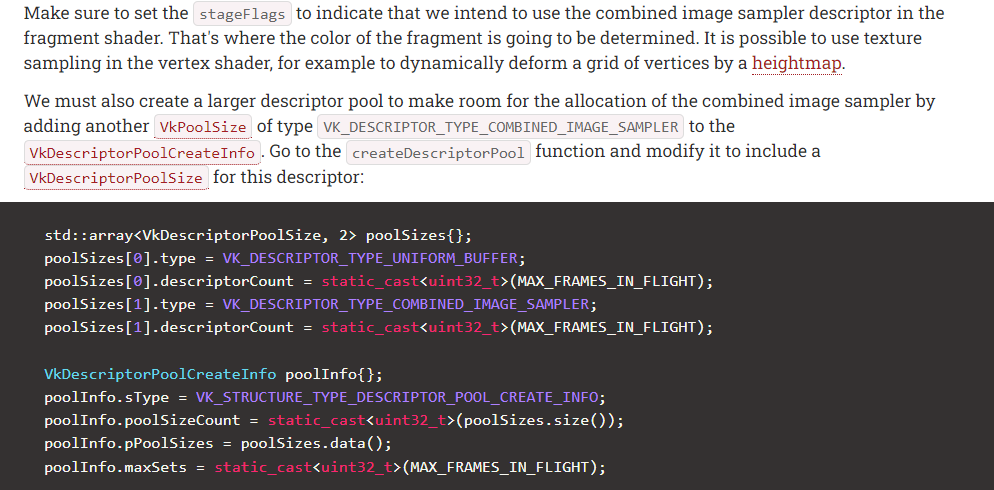 Make sure to set the stageFlags to indicate that we intend to use the combined image sampler descriptor in the
fragment shader. That's where the color of the fragment is going to be determined. It is possible to use texture
sampling in the vertex shader, for example to dynamically deform a grid of vertices by a heightmap.
We must also create a larger descriptor pool to make room for the allocation of the combined image sampler by
adding another VkPoolSize of type VK_DESCRIPTOR_TYPE_COMBINED_IMAGE_SAMPLER to the
VkDescriptorPoolCreateInfo. Go to the createDescriptorPool function and modify it to include a
VkDescriptorPoolSize for this descriptor:
std::array<VkDescriptorPoolSize, 2> poolSizes{};
poolSizes[0].type = VK_DESCRIPTOR_TYPE_UNIFORM_BUFFER;
poolSizes[0].descriptorCount = static_cast<uint32_t>(MAX_FRAMES_IN_FLIGHT);
poolSizes[1].type = VK_DESCRIPTOR_TYPE_COMBINED_IMAGE_SAMPLER;
poolSizes[1].descriptorCount = static_cast<uint32_t>(MAX_FRAMES_IN_FLIGHT);
VkDescriptorPoolCreateInfo poolInfo{};
poolInfo.sType = VK_STRUCTURE_TYPE_DESCRIPTOR_POOL_CREATE_INFO;
poolInfo.poolSizeCount = static_cast<uint32_t>(poolSizes.size());
poolInfo.pPoolSizes = poolSizes.data();
poolInfo.maxSets = static_cast<uint32_t>(MAX_FRAMES_IN_FLIGHT);